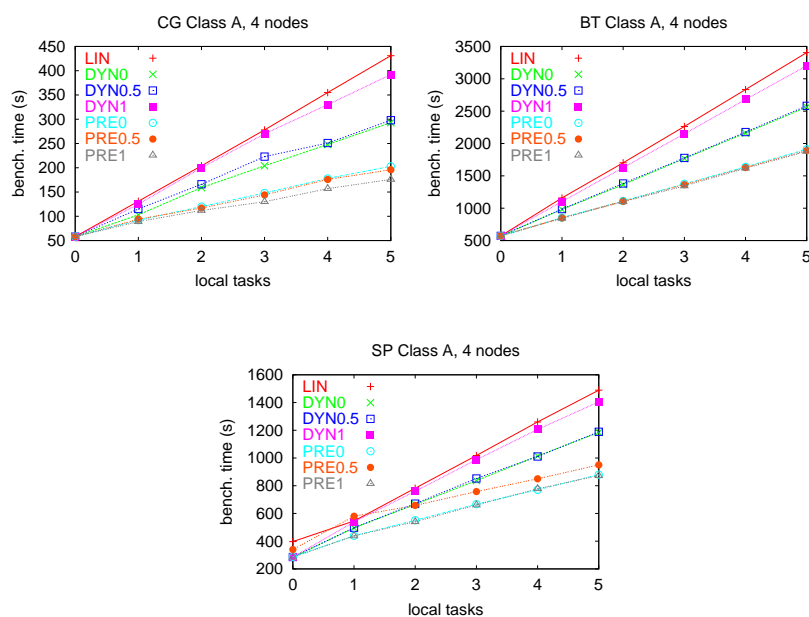 CG Class A, 4 nodes
450
400
350
300
250
200
150
100
50
bench. time (s)
LIN
DYN0
DYN0.5
DYN1
PRE0
PRE0.5
PRE1
0 1 2 3 4 5
local tasks
BT Class A, 4 nodes
3500
3000
2500
2000
1500
1000
500
bench. time (s)
LIN
DYN0
DYN0.5
DYN1
PRE0
PRE0.5
PRE1
0 1 2 3 4 5
local tasks
SP Class A, 4 nodes
1600
1400
1200
1000
800
600
400
200
bench. time (s)
LIN
DYN0
DYN0.5
DYN1
PRE0
PRE0.5
PRE1
0 1 2 3 4 5
local tasks